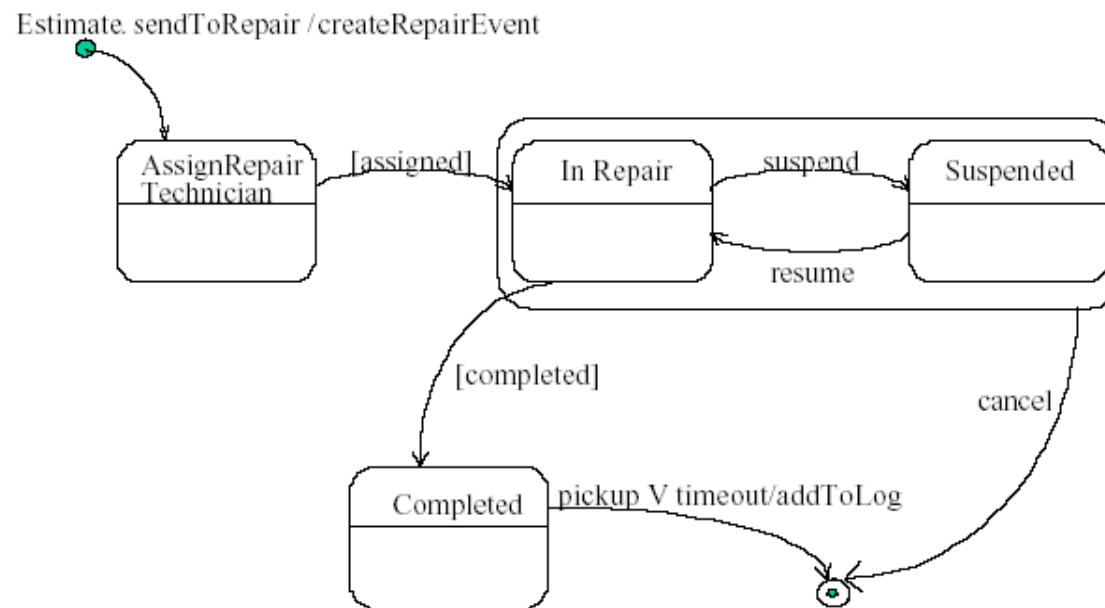 Estimate. sendToRepair / createRepairEvent
AssignRepair
Technician
[assigned]
In Repair
suspend
Suspended
resume
[completed]
cancel
Completed
pickup V timeout/addToLog